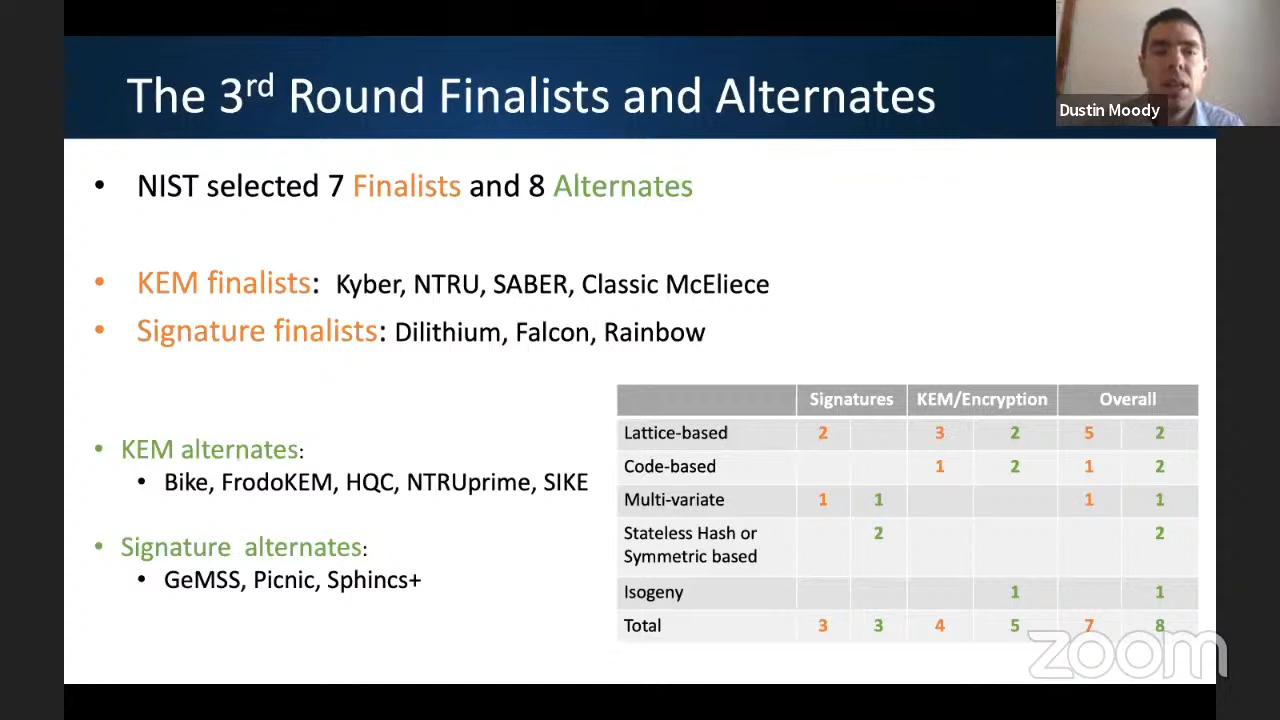 The 3rd Round Finalists and Alternates
Dustin Moody
• NIST selected 7 Finalists and 8 Alternates
• KEM finalists: Kyber, NTRU, SABER, Classic McEliece
• Signature finalists: Dilithium, Falcon, Rainbow
• KEM alternates:
• Bike, FrodoKEM, HQC, NTRUprime, SIKE
• Signature alternates:
• GeMSS, Picnic, Sphincs+
Signatures KEM/Encryption Overall
Lattice-based 2 3 2 5 2
Code-based 1 2 1 2
Multi-variate 1 1 1 1
Stateless Hash or
Symmetric based 2 2
Isogeny 1 1
Total 3 3 4 5 7 8
zoom